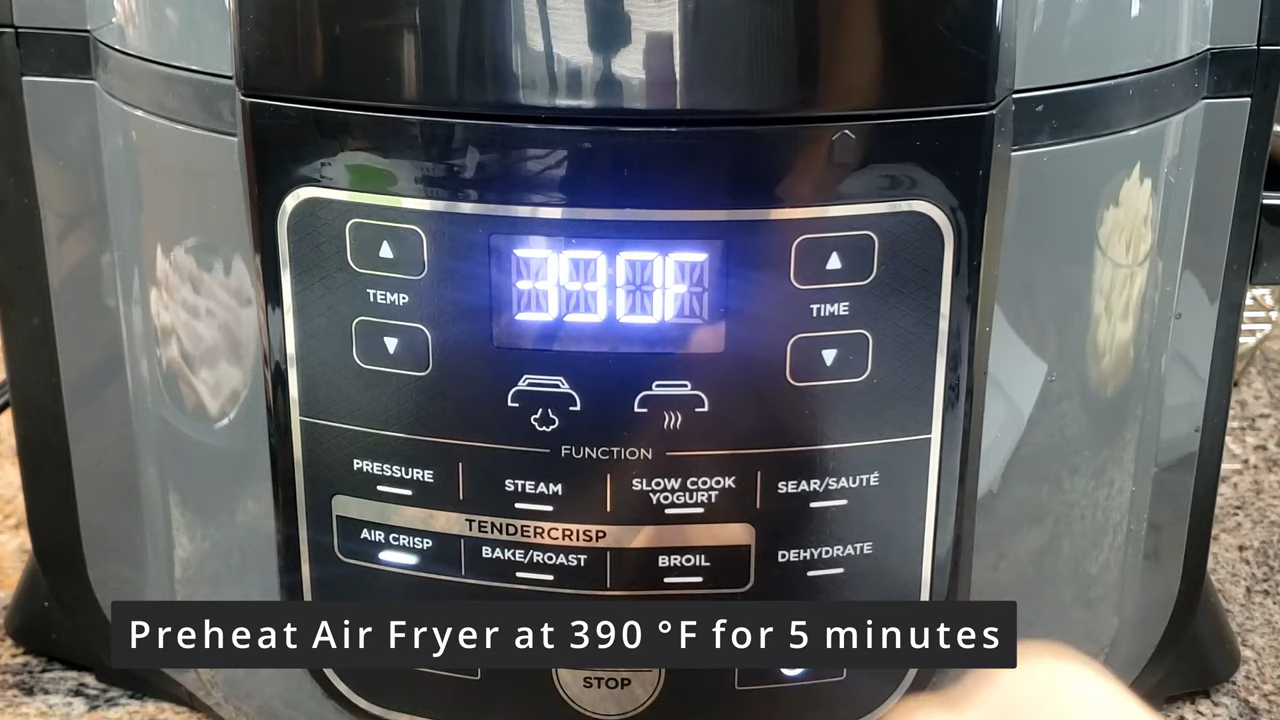 390F
TEMP
TIME
FUNCTION
PRESSURE
STEAM
SLOW COOK
YOGURT
SEAR/SAUTÉ
TENDERCRISP
AIR CRISP
BAKE/ROAST
BROIL
DEHYDRATE
Preheat Air Fryer at 390 °F for 5 minutes
STOP